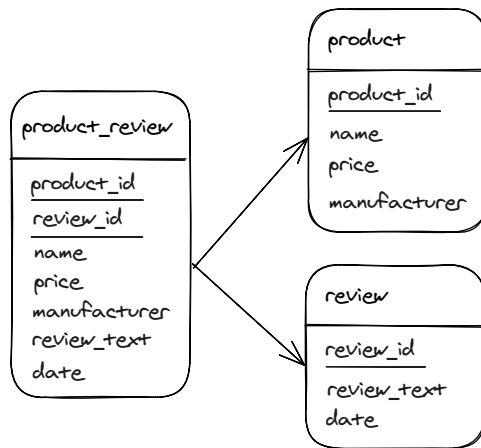 product_review
product_id
review_id
name
price
manufacturer
review_text
date
product
product_id
name
price
manufacturer
review
review_id
review_text
date